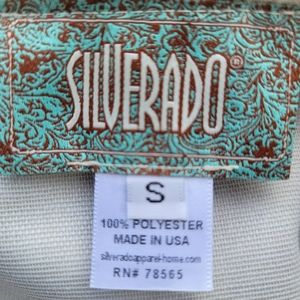 SILVERADO®
S
100% POLYESTER
MADE IN USA
silveradoapparel-home.com
RN# 78565